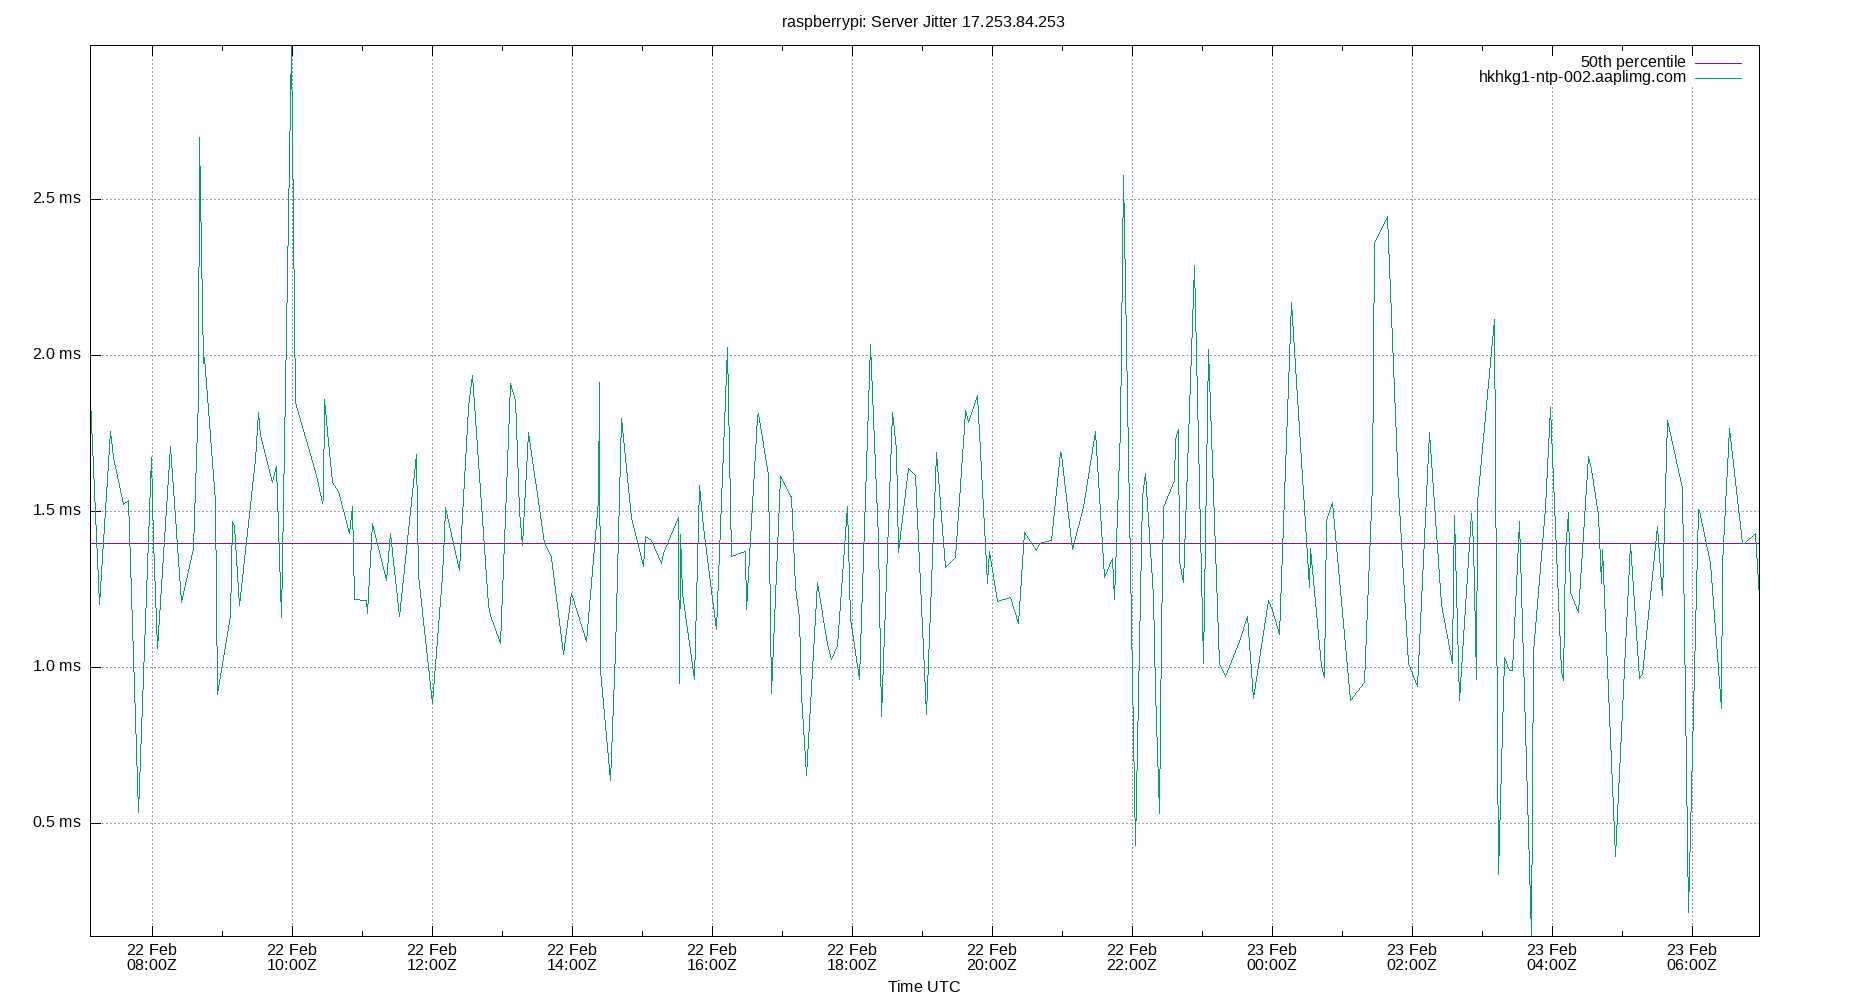 raspberrypi: Server Jitter 17.253.84.253
50th percentile
hkhkg1-ntp-002.aaplimg.com
2.5 ms
2.0 ms
1.5 ms
1.0 ms
0.5 ms
22 Feb 22 Feb 22 Feb 22 Feb 22 Feb 22 Feb 22 Feb 22 Feb 23 Feb 23 Feb 23 Feb 23 Feb
08:00Z 10:00Z 12:00Z 14:00Z 16:00Z 18:00Z 20:00Z 22:00Z 00:00Z 02:00Z 04:00Z 06:00Z
Time UTC